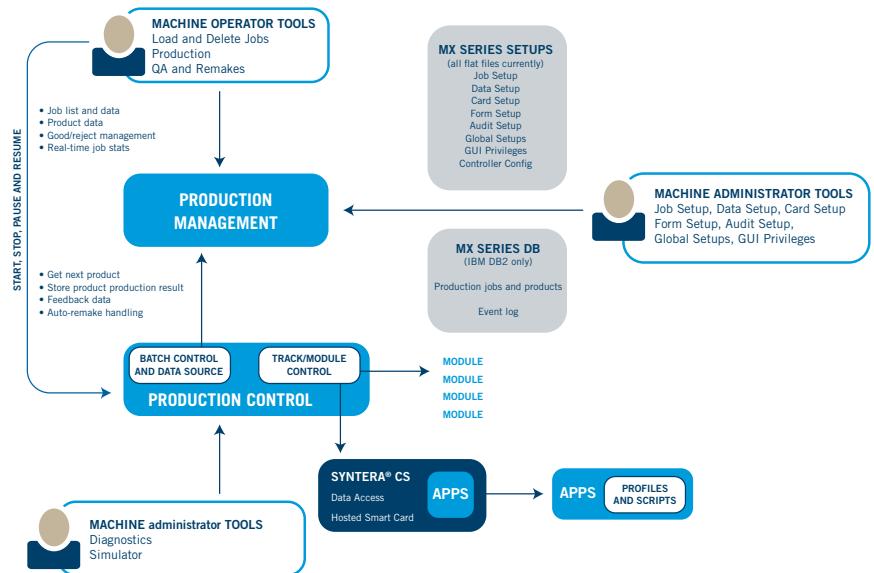 MACHINE OPERATOR TOOLS
Load and Delete Jobs
Production
QA and Remakes
START, STOP, PAUSE AND RESUME
• Job list and data
• Product data
• Good/reject management
• Real-time job stats
PRODUCTION
MANAGEMENT
MX SERIES SETUPS
(all flat files currently)
Job Setup
Data Setup
Card Setup
Form Setup
Audit Setup
Global Setups
GUI Privileges
Controller Config
MACHINE ADMINISTRATOR TOOLS
Job Setup, Data Setup, Card Setup
Form Setup, Audit Setup,
Global Setups, GUI Privileges
MX SERIES DB
(IBM DB2 only)
Production jobs and products
Event log
• Get next product
• Store product production result
• Feedback data
• Auto-remake handling
BATCH CONTROL
AND DATA SOURCE
TRACK/MODULE
CONTROL
PRODUCTION CONTROL
MODULE
MODULE
MODULE
MODULE
SYNTERA® CS
Data Access
Hosted Smart Card
APPS
APPS
PROFILES
AND SCRIPTS
MACHINE administrator TOOLS
Diagnostics
Simulator